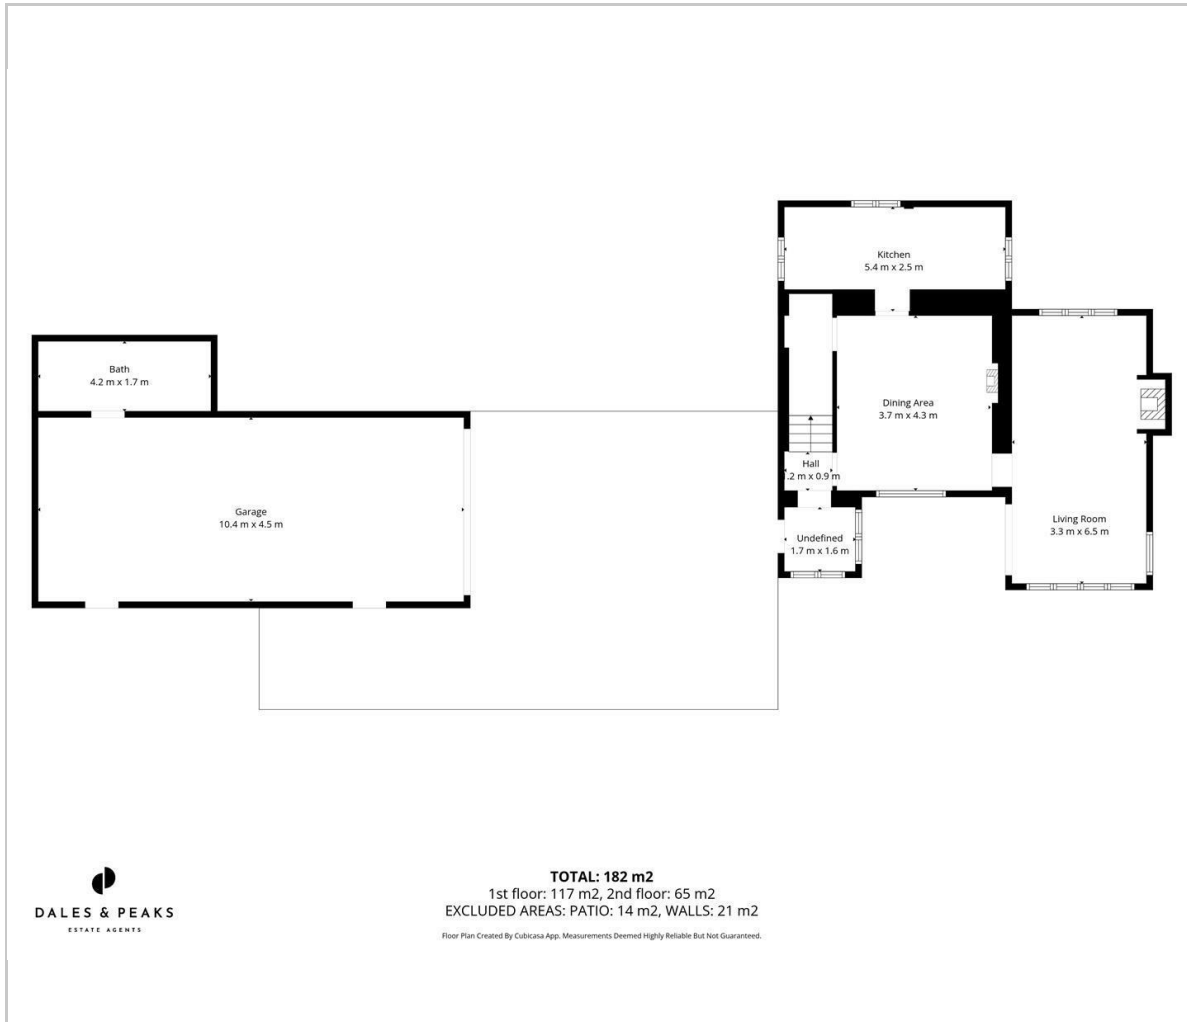 Kitchen
5.4 m x 2.5 m
Bath
4.2 m x 1.7 m
Dining Area
3.7 m x 4.3 m
Hall
.2 m x 0.9 m
Garage
10.4 m x 4.5 m
Living Room
3.3 m x 6.5 m
Undefined
1.7 m x 1.6 m
DALES & PEAKS
ESTATE AGENTS
TOTAL: 182 m2
1st floor: 117 m2, 2nd floor: 65 m2
EXCLUDED AREAS: PATIO: 14 m2, WALLS: 21 m2
Floor Plan Created By Cubicasa App. Measurements Deemed Highly Reliable But Not Guaranteed.